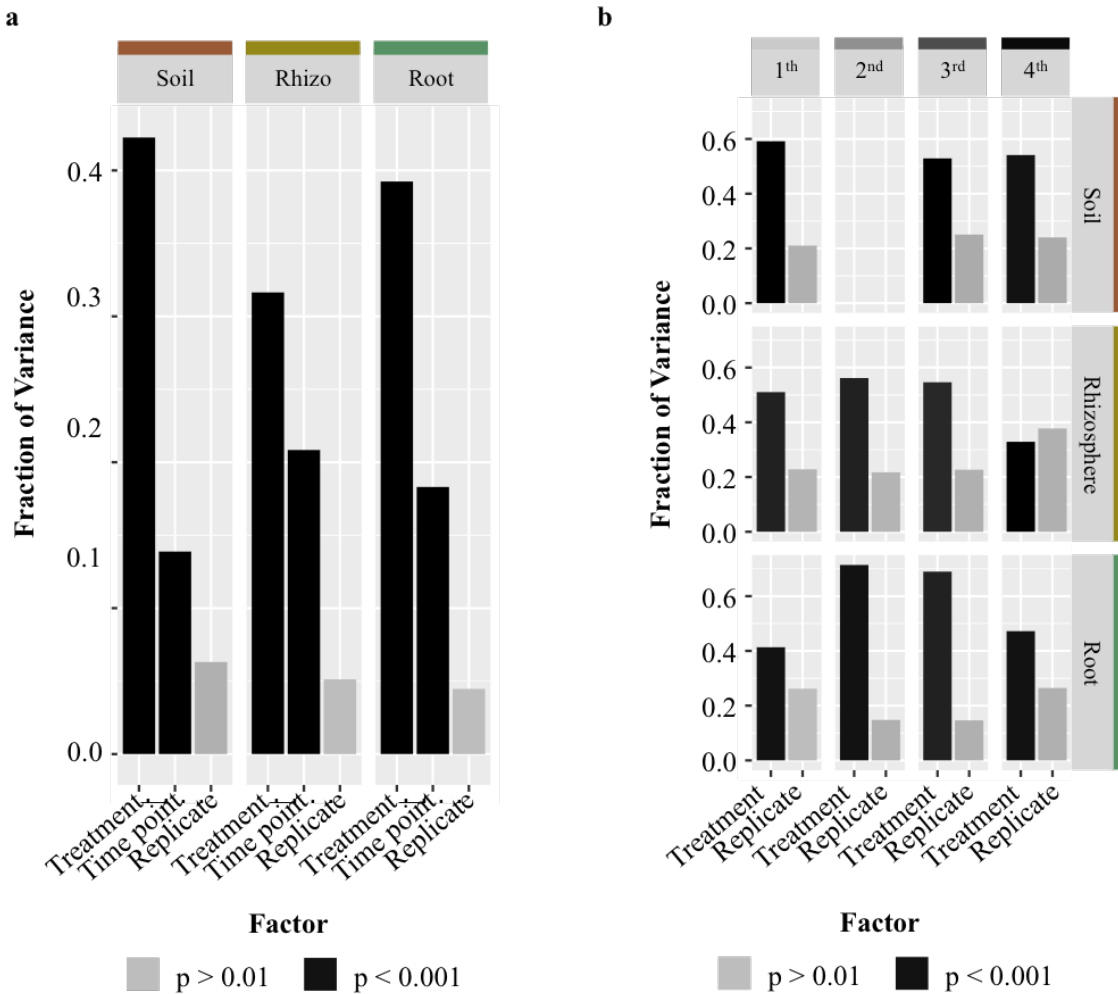 a
Soil Rhizo Root
0.4
0.3
0.2
0.1
0.0
Fraction of Variance
Treatment Time point Replicate Treatment Time point Replicate Treatment Time point Replicate
Factor
p > 0.01 p < 0.001
b
1th 2nd 3rd 4th
0.6
0.4
0.2
0.0
Soil
0.6
0.4
0.2
0.0
Rhizosphere
0.6
0.4
0.2
0.0
Root
Fraction of Variance
Treatment Replicate Treatment Replicate Treatment Replicate Treatment Replicate
Factor
p > 0.01 p < 0.001